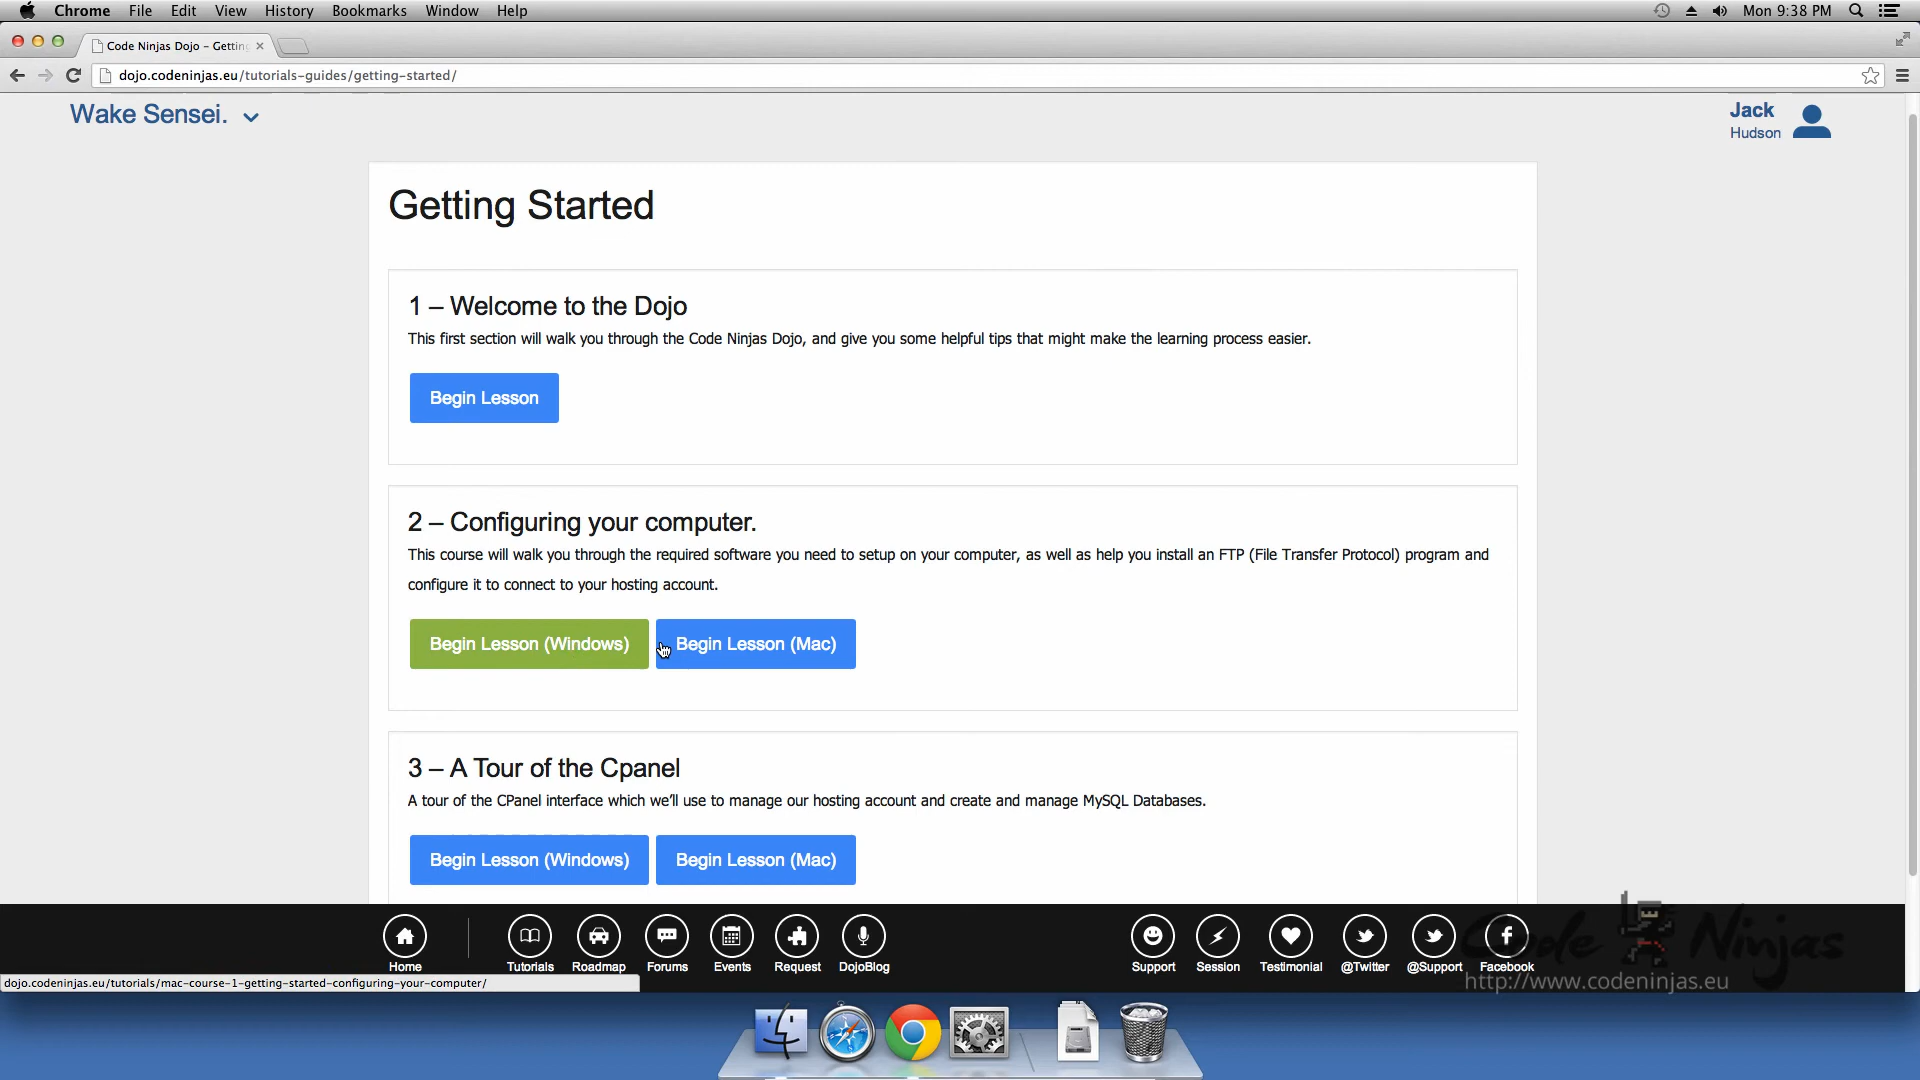 Chrome File Edit View History Bookmarks Window Help Mon 9:38 PM
Code Ninjas Dojo – Gettin
dojo.codeninjas.eu/tutorials-guides/getting-started/
Wake Sensei.
Jack
Hudson
Getting Started
1 – Welcome to the Dojo
This first section will walk you through the Code Ninjas Dojo, and give you some helpful tips that might make the learning process easier.
Begin Lesson
2 – Configuring your computer.
This course will walk you through the required software you need to setup on your computer, as well as help you install an FTP (File Transfer Protocol) program and
configure it to connect to your hosting account.
Begin Lesson (Windows) Begin Lesson (Mac)
3 – A Tour of the Cpanel
A tour of the CPanel interface which we'll use to manage our hosting account and create and manage MySQL Databases.
Begin Lesson (Windows) Begin Lesson (Mac)
Home Tutorials Roadmap Forums Events Request DojoBlog Support Session Testimonial @Twitter @Support Facebook
Code Ninjas
http://www.codeninjas.eu
dojo.codeninjas.eu/tutorials/mac-course-1-getting-started-configuring-your-computer/